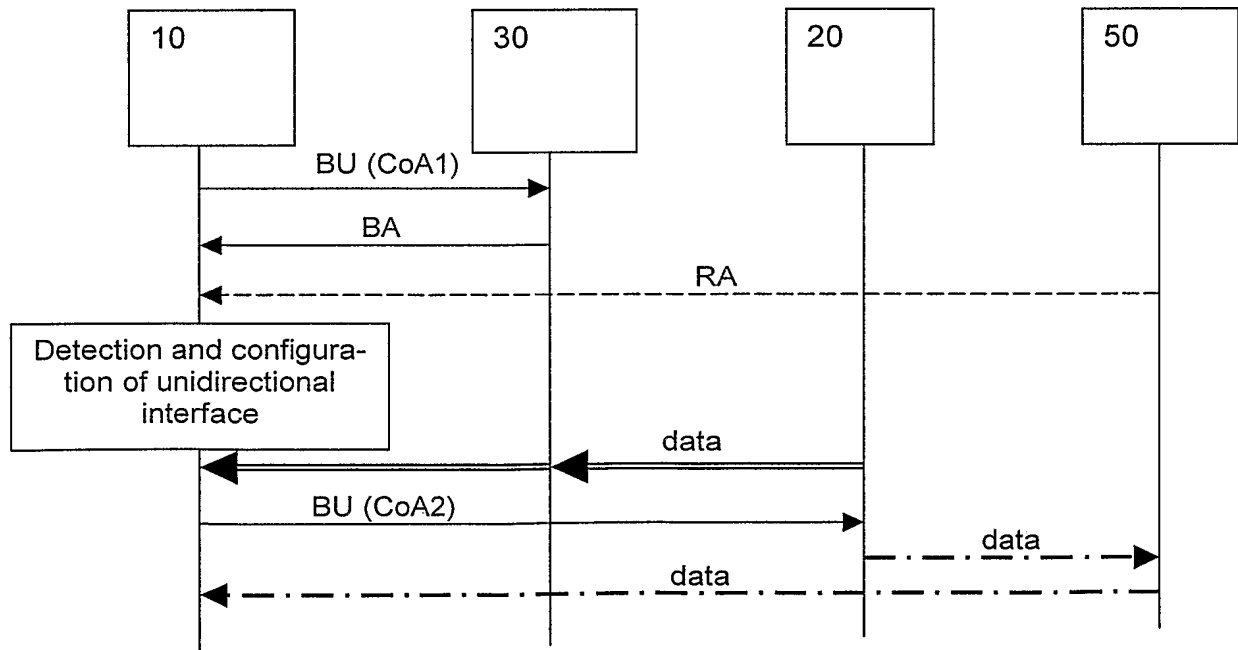 10
30
20
50
BU (CoA1)
BA
RA
Detection and configura-
tion of unidirectional
interface
data
BU (CoA2)
data
data